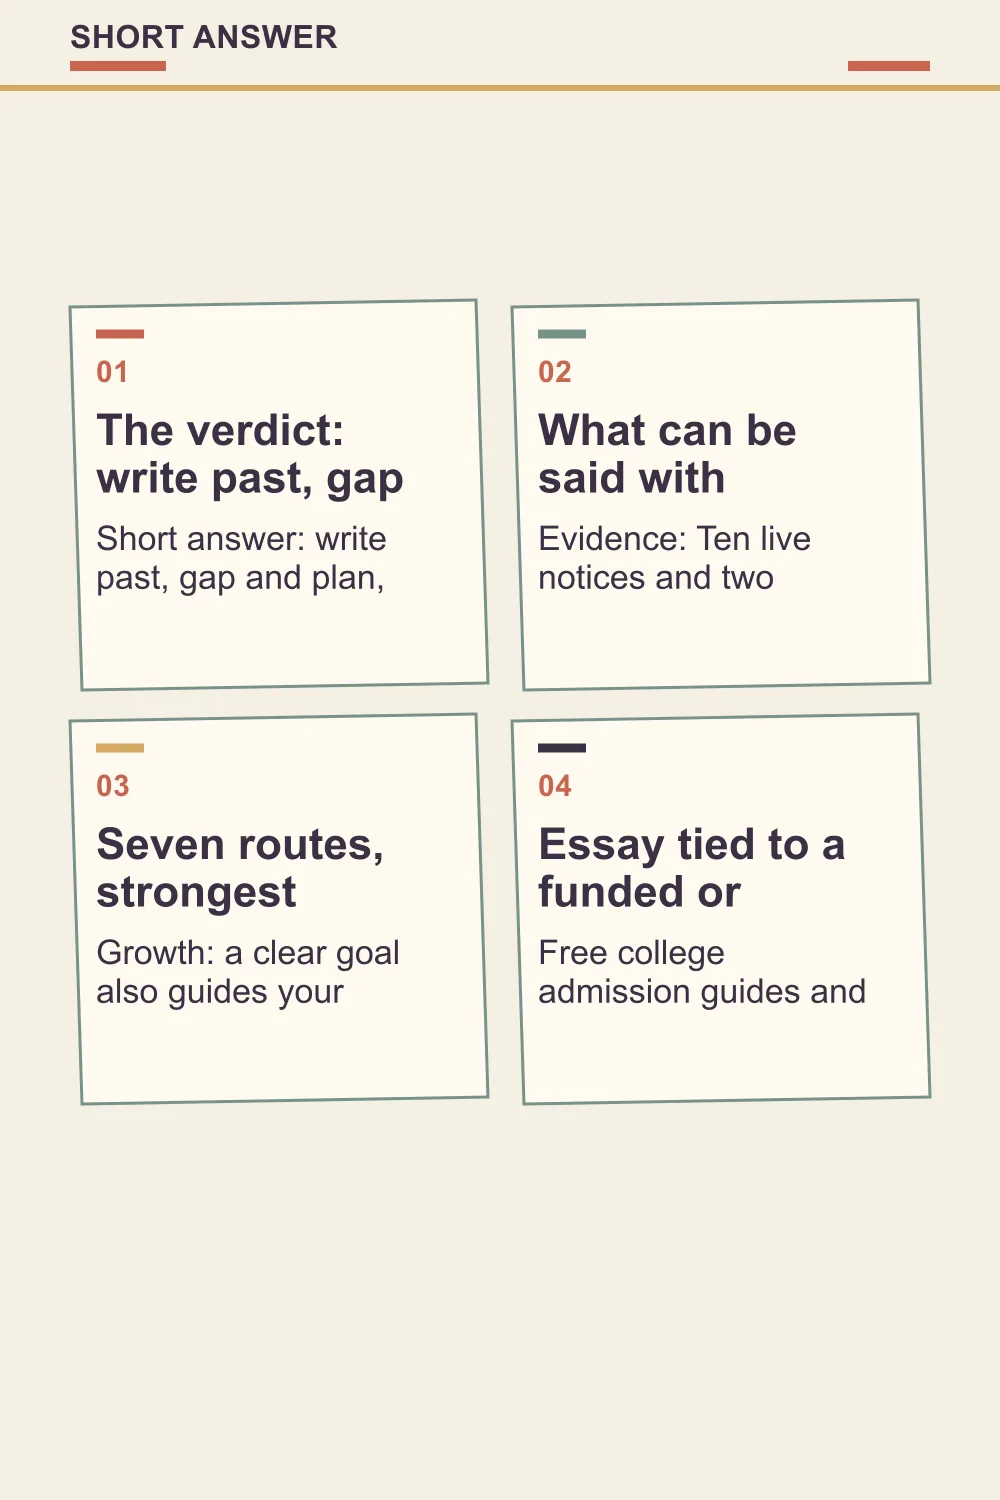 SHORT ANSWER
01
The verdict:
write past, gap
Short answer: write
past, gap and plan,
02
What can be
said with
Evidence: Ten live
notices and two
03
Seven routes,
strongest
Growth: a clear goal
also guides your
04
Essay tied to a
funded or
Free college
admission guides and